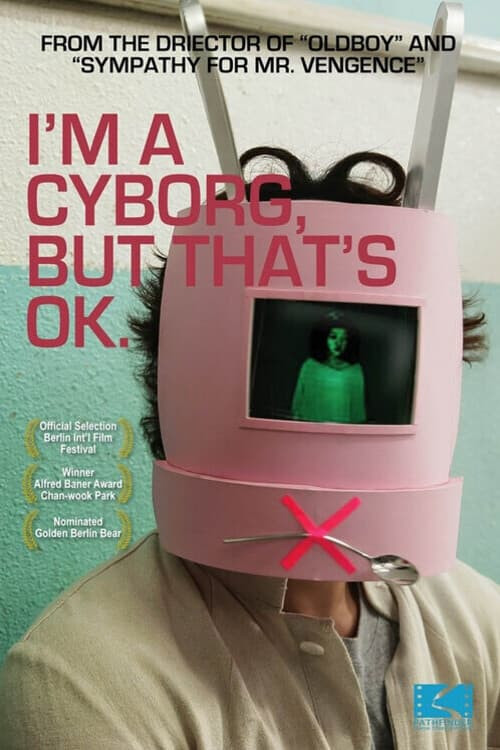 FROM THE DRIECTOR OF “OLDBOY” AND
“SYMPATHY FOR MR. VENGENCE”
I’M A
CYBORG,
BUT THAT’S
OK.
Official Selection
Berlin Int'l Film
Festival
Winner
Alfred Baner Award
Chan-wook Park
Nominated
Golden Berlin Bear
PATHFINDER